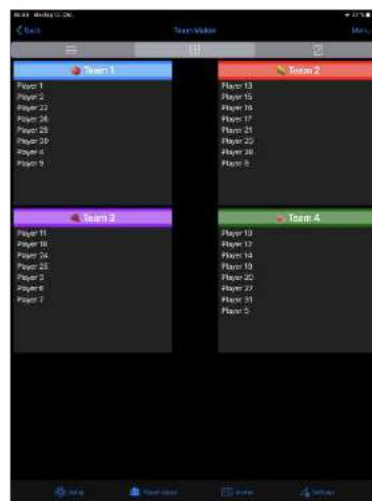 Back
Team Maker
Team 1
Player 1
Player 2
Player 22
Player 28
Player 29
Player 30
Player 4
Player 9
Team 2
Player 13
Player 15
Player 16
Player 17
Player 21
Player 23
Player 8
Team 3
Player 11
Player 18
Player 24
Player 25
Player 3
Player 6
Player 7
Team 4
Player 10
Player 12
Player 14
Player 19
Player 20
Player 27
Player 31
Player 5
Setup
Settings